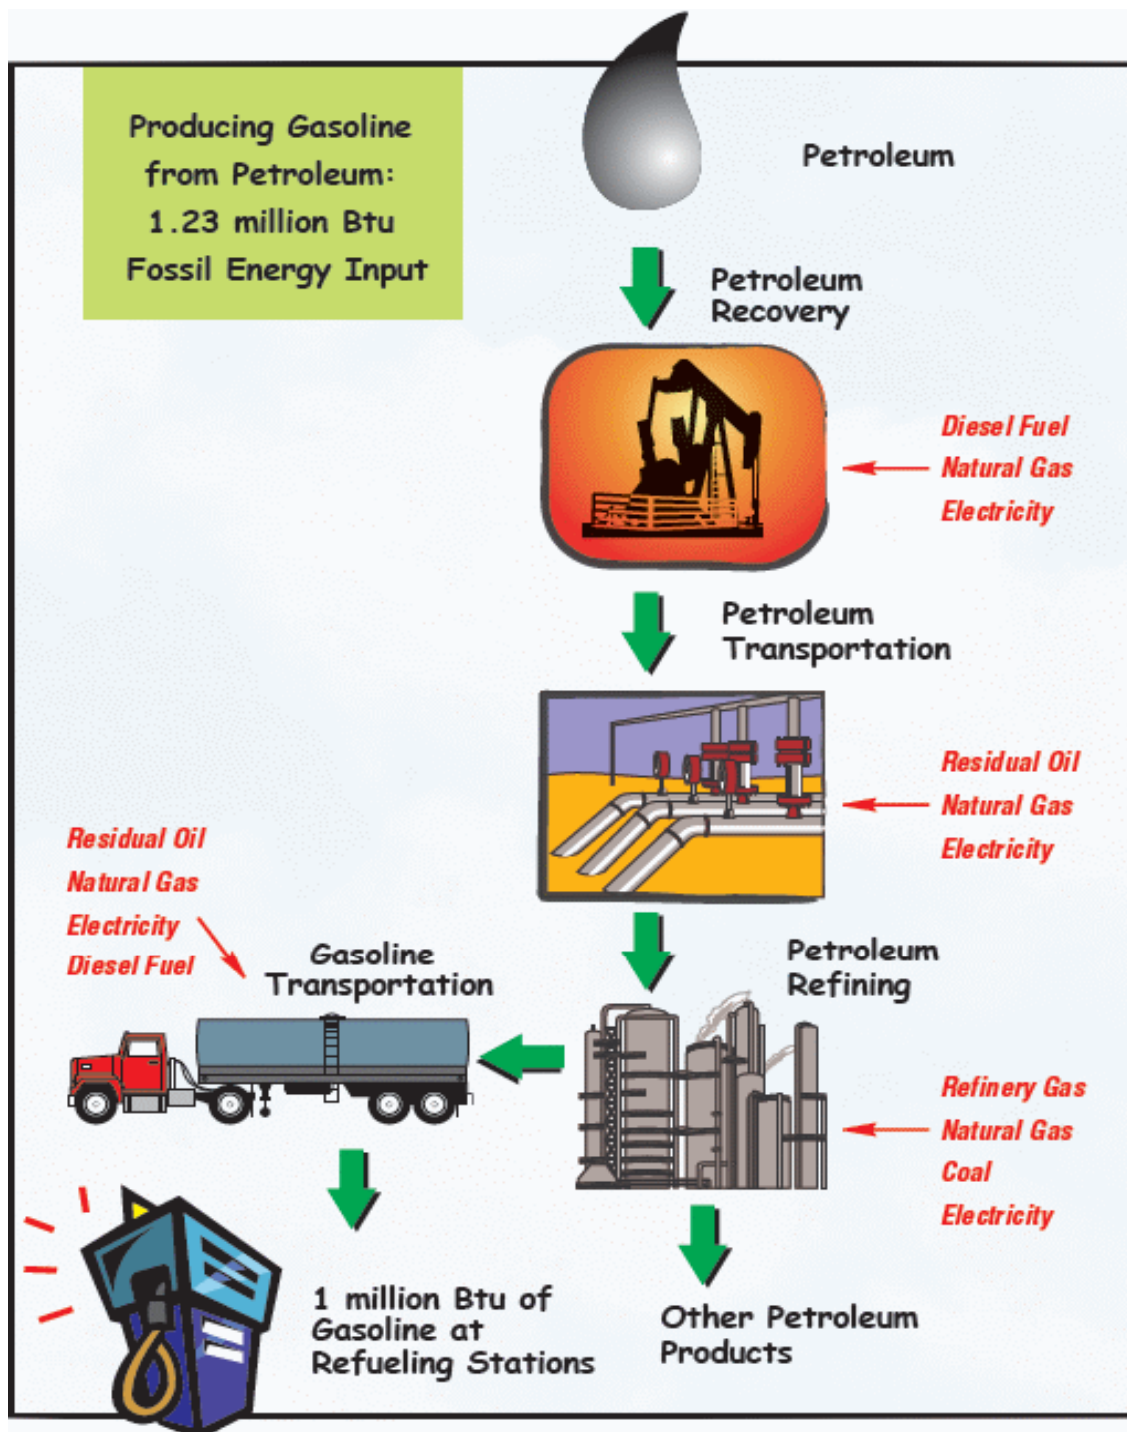 Producing Gasoline
from Petroleum:
1.23 million Btu
Fossil Energy Input
Petroleum
Petroleum
Recovery
Diesel Fuel
Natural Gas
Electricity
Petroleum
Transportation
Residual Oil
Natural Gas
Electricity
Residual Oil
Natural Gas
Electricity
Diesel Fuel
Gasoline
Transportation
Petroleum
Refining
Refinery Gas
Natural Gas
Coal
Electricity
1 million Btu of
Gasoline at
Refueling Stations
Other Petroleum
Products